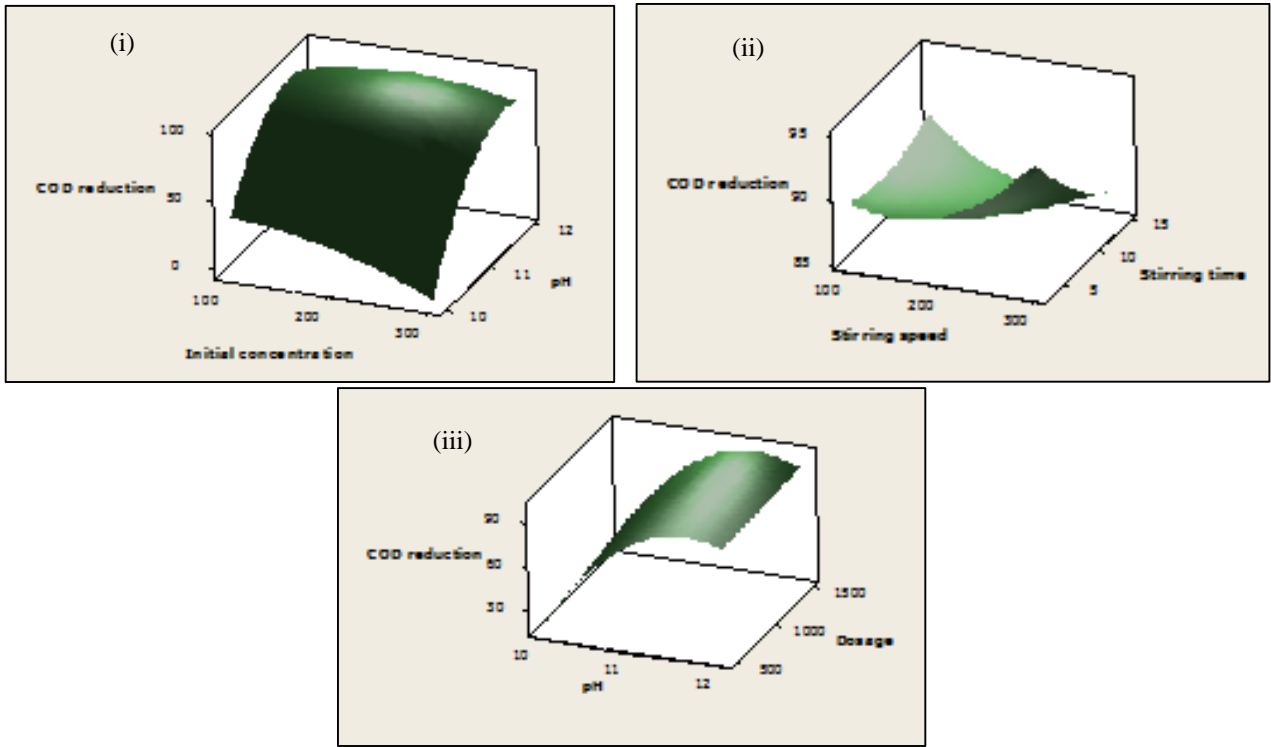 (i)
100
COD reduction
50
0
100
200
300
10
11
12
pH
Initial concentration
(ii)
95
COD reduction
90
85
100
200
300
5
10
15
Stirring time
Stirring speed
(iii)
90
COD reduction
60
30
10
11
12
pH
500
1000
1500
Dosage